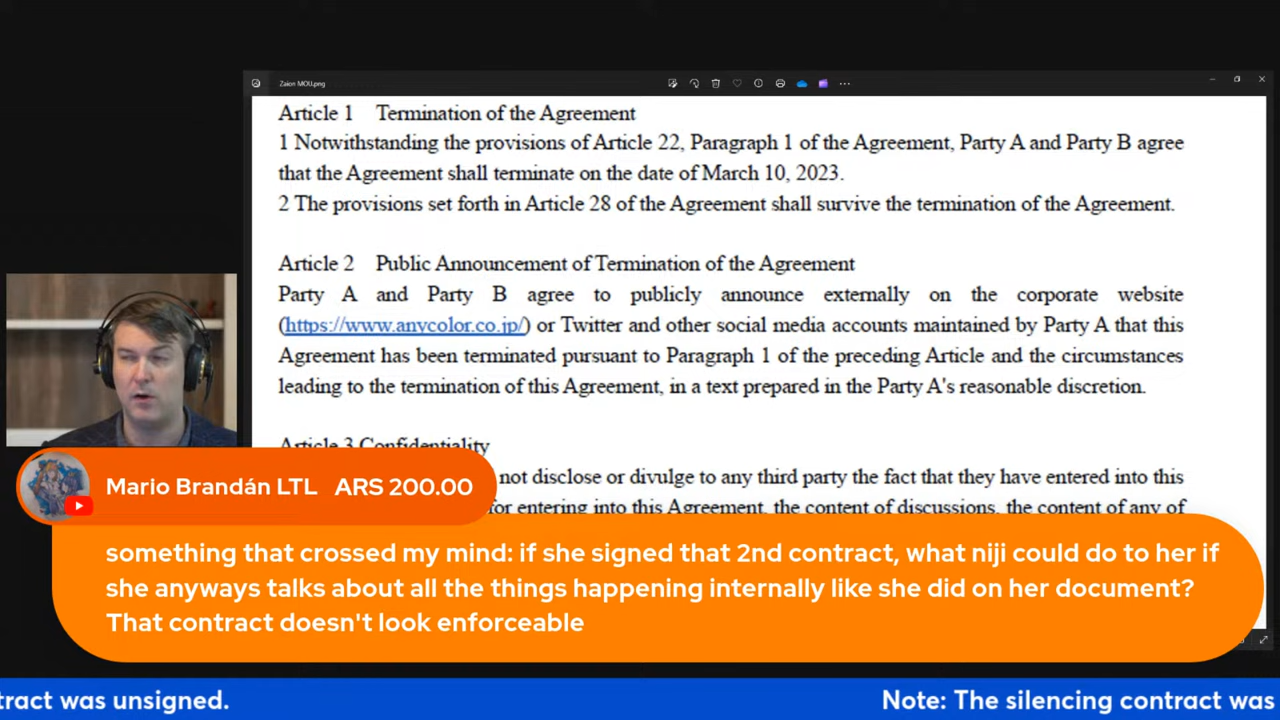 Zaion MOU.png
Article 1 Termination of the Agreement
1 Notwithstanding the provisions of Article 22, Paragraph 1 of the Agreement, Party A and Party B agree
that the Agreement shall terminate on the date of March 10, 2023.
2 The provisions set forth in Article 28 of the Agreement shall survive the termination of the Agreement.
Article 2 Public Announcement of Termination of the Agreement
Party A and Party B agree to publicly announce externally on the corporate website
(https://www.anycolor.co.jp/) or Twitter and other social media accounts maintained by Party A that this
Agreement has been terminated pursuant to Paragraph 1 of the preceding Article and the circumstances
leading to the termination of this Agreement, in a text prepared in the Party A's reasonable discretion.
Article 3 Confidentiality
not disclose or divulge to any third party the fact that they have entered into this
for entering into this Agreement, the content of discussions, the content of any of
Mario Brandán LTL ARS 200.00
something that crossed my mind: if she signed that 2nd contract, what niji could do to her if
she anyways talks about all the things happening internally like she did on her document?
That contract doesn't look enforceable
tract was unsigned. Note: The silencing contract was